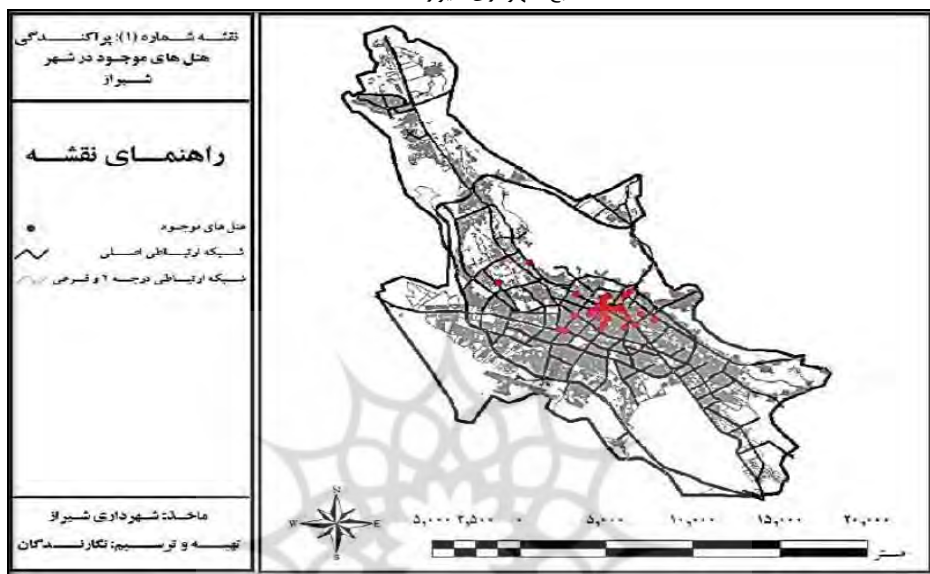 نقشه شماره (۱): پراکندگی
هتل های موجود در شهر
شیراز
راهنمای نقشه
هتل های موجود
شبکه ارتباطی اصلی
شبکه ارتباطی درجه ۲ و فرعی
ماخذ: شهرداری شیراز
تهیه و ترسیم: نگارندگان
N
W E
S
۵,۰۰۰ ۲,۵۰۰ ۰ ۵,۰۰۰ ۱۰,۰۰۰ ۱۵,۰۰۰ ۲۰,۰۰۰
متر